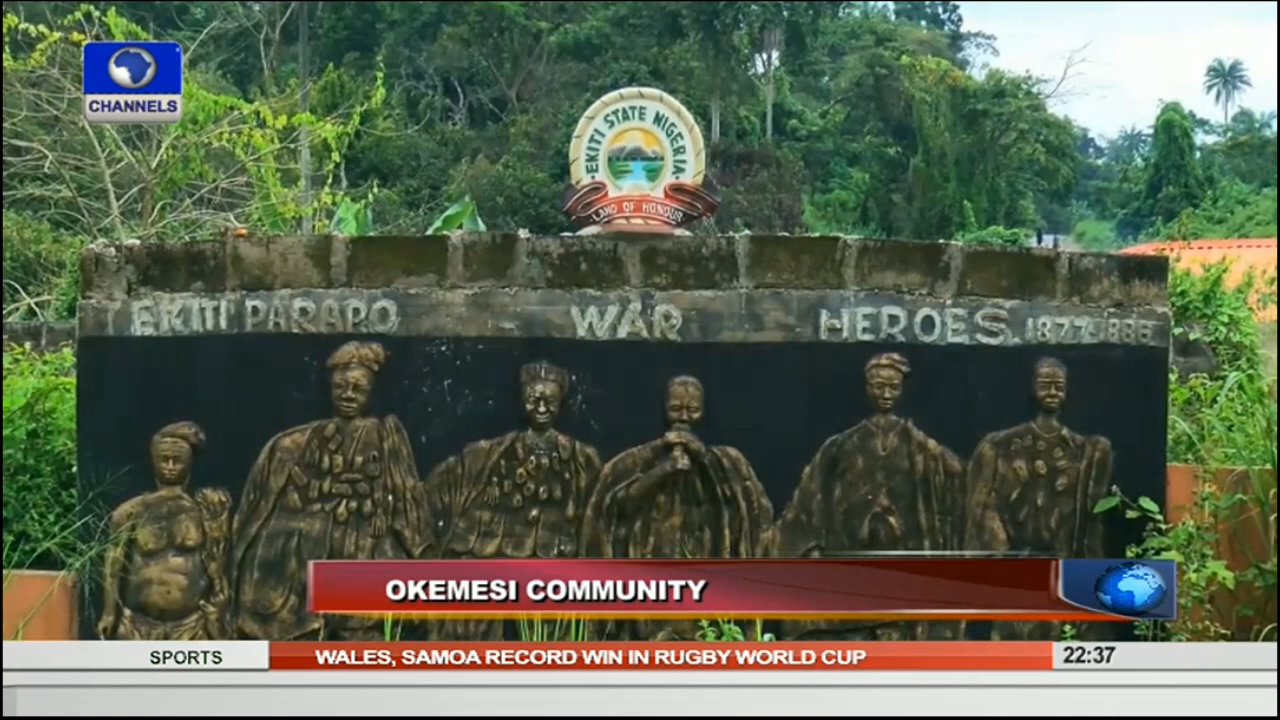 CHANNELS
EKITI STATE NIGERIA
LAND OF HONOUR
EKITI PARAPO WAR HEROES. 1877-1886
OKEMESI COMMUNITY
SPORTS WALES, SAMOA RECORD WIN IN RUGBY WORLD CUP 22:37